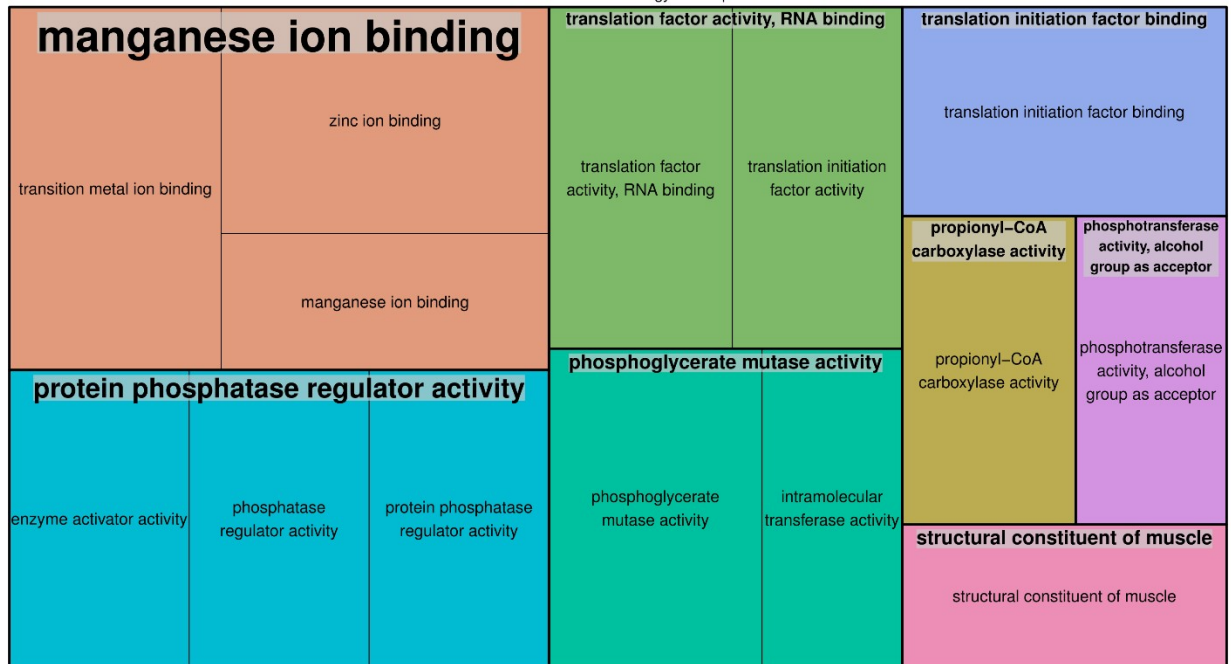 manganese ion binding
zinc ion binding
transition metal ion binding
manganese ion binding
protein phosphatase regulator activity
enzyme activator activity
phosphatase
regulator activity
protein phosphatase
regulator activity
translation factor activity, RNA binding
translation factor
activity, RNA binding
translation initiation
factor activity
phosphoglycerate mutase activity
phosphoglycerate
mutase activity
intramolecular
transferase activity
translation initiation factor binding
translation initiation factor binding
propionyl−CoA
carboxylase activity
propionyl−CoA
carboxylase activity
phosphotransferase
activity, alcohol
group as acceptor
phosphotransferase
activity, alcohol
group as acceptor
structural constituent of muscle
structural constituent of muscle